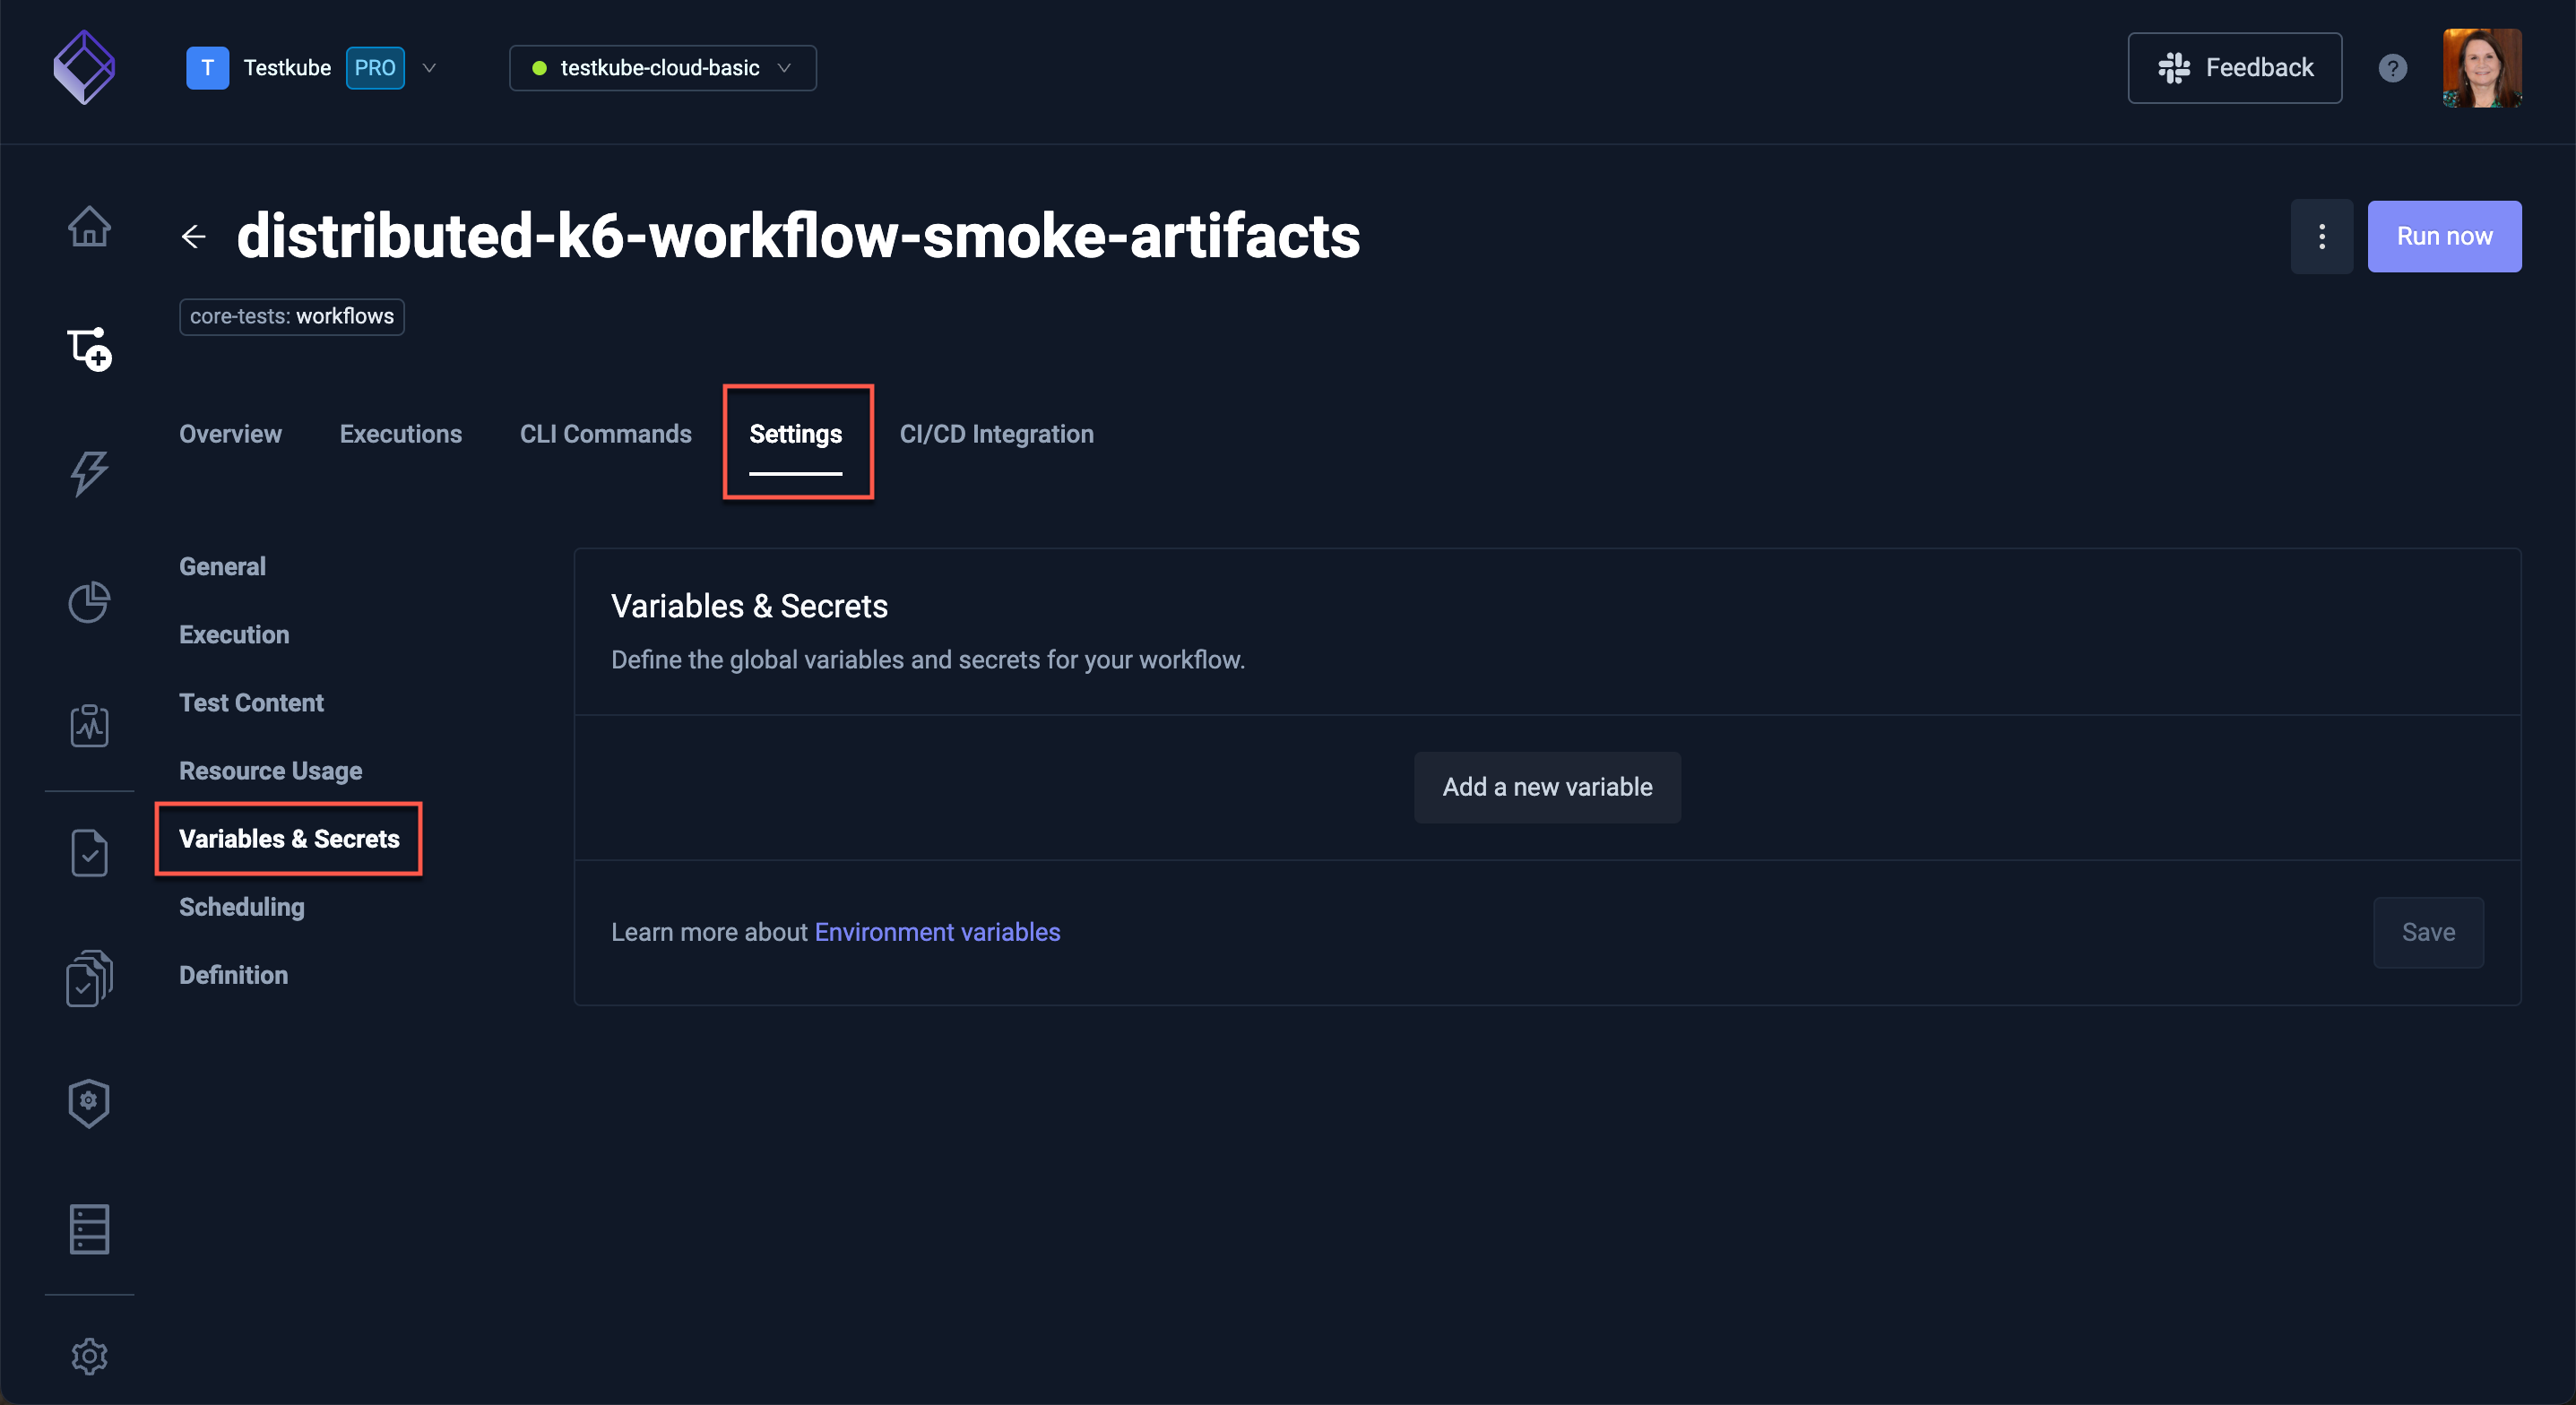 T Testkube PRO testkube-cloud-basic Feedback ?
distributed-k6-workflow-smoke-artifacts Run now
core-tests: workflows
Overview Executions CLI Commands Settings CI/CD Integration
General
Execution
Test Content
Resource Usage
Variables & Secrets
Scheduling
Definition
Variables & Secrets
Define the global variables and secrets for your workflow.
Add a new variable
Learn more about Environment variables
Save